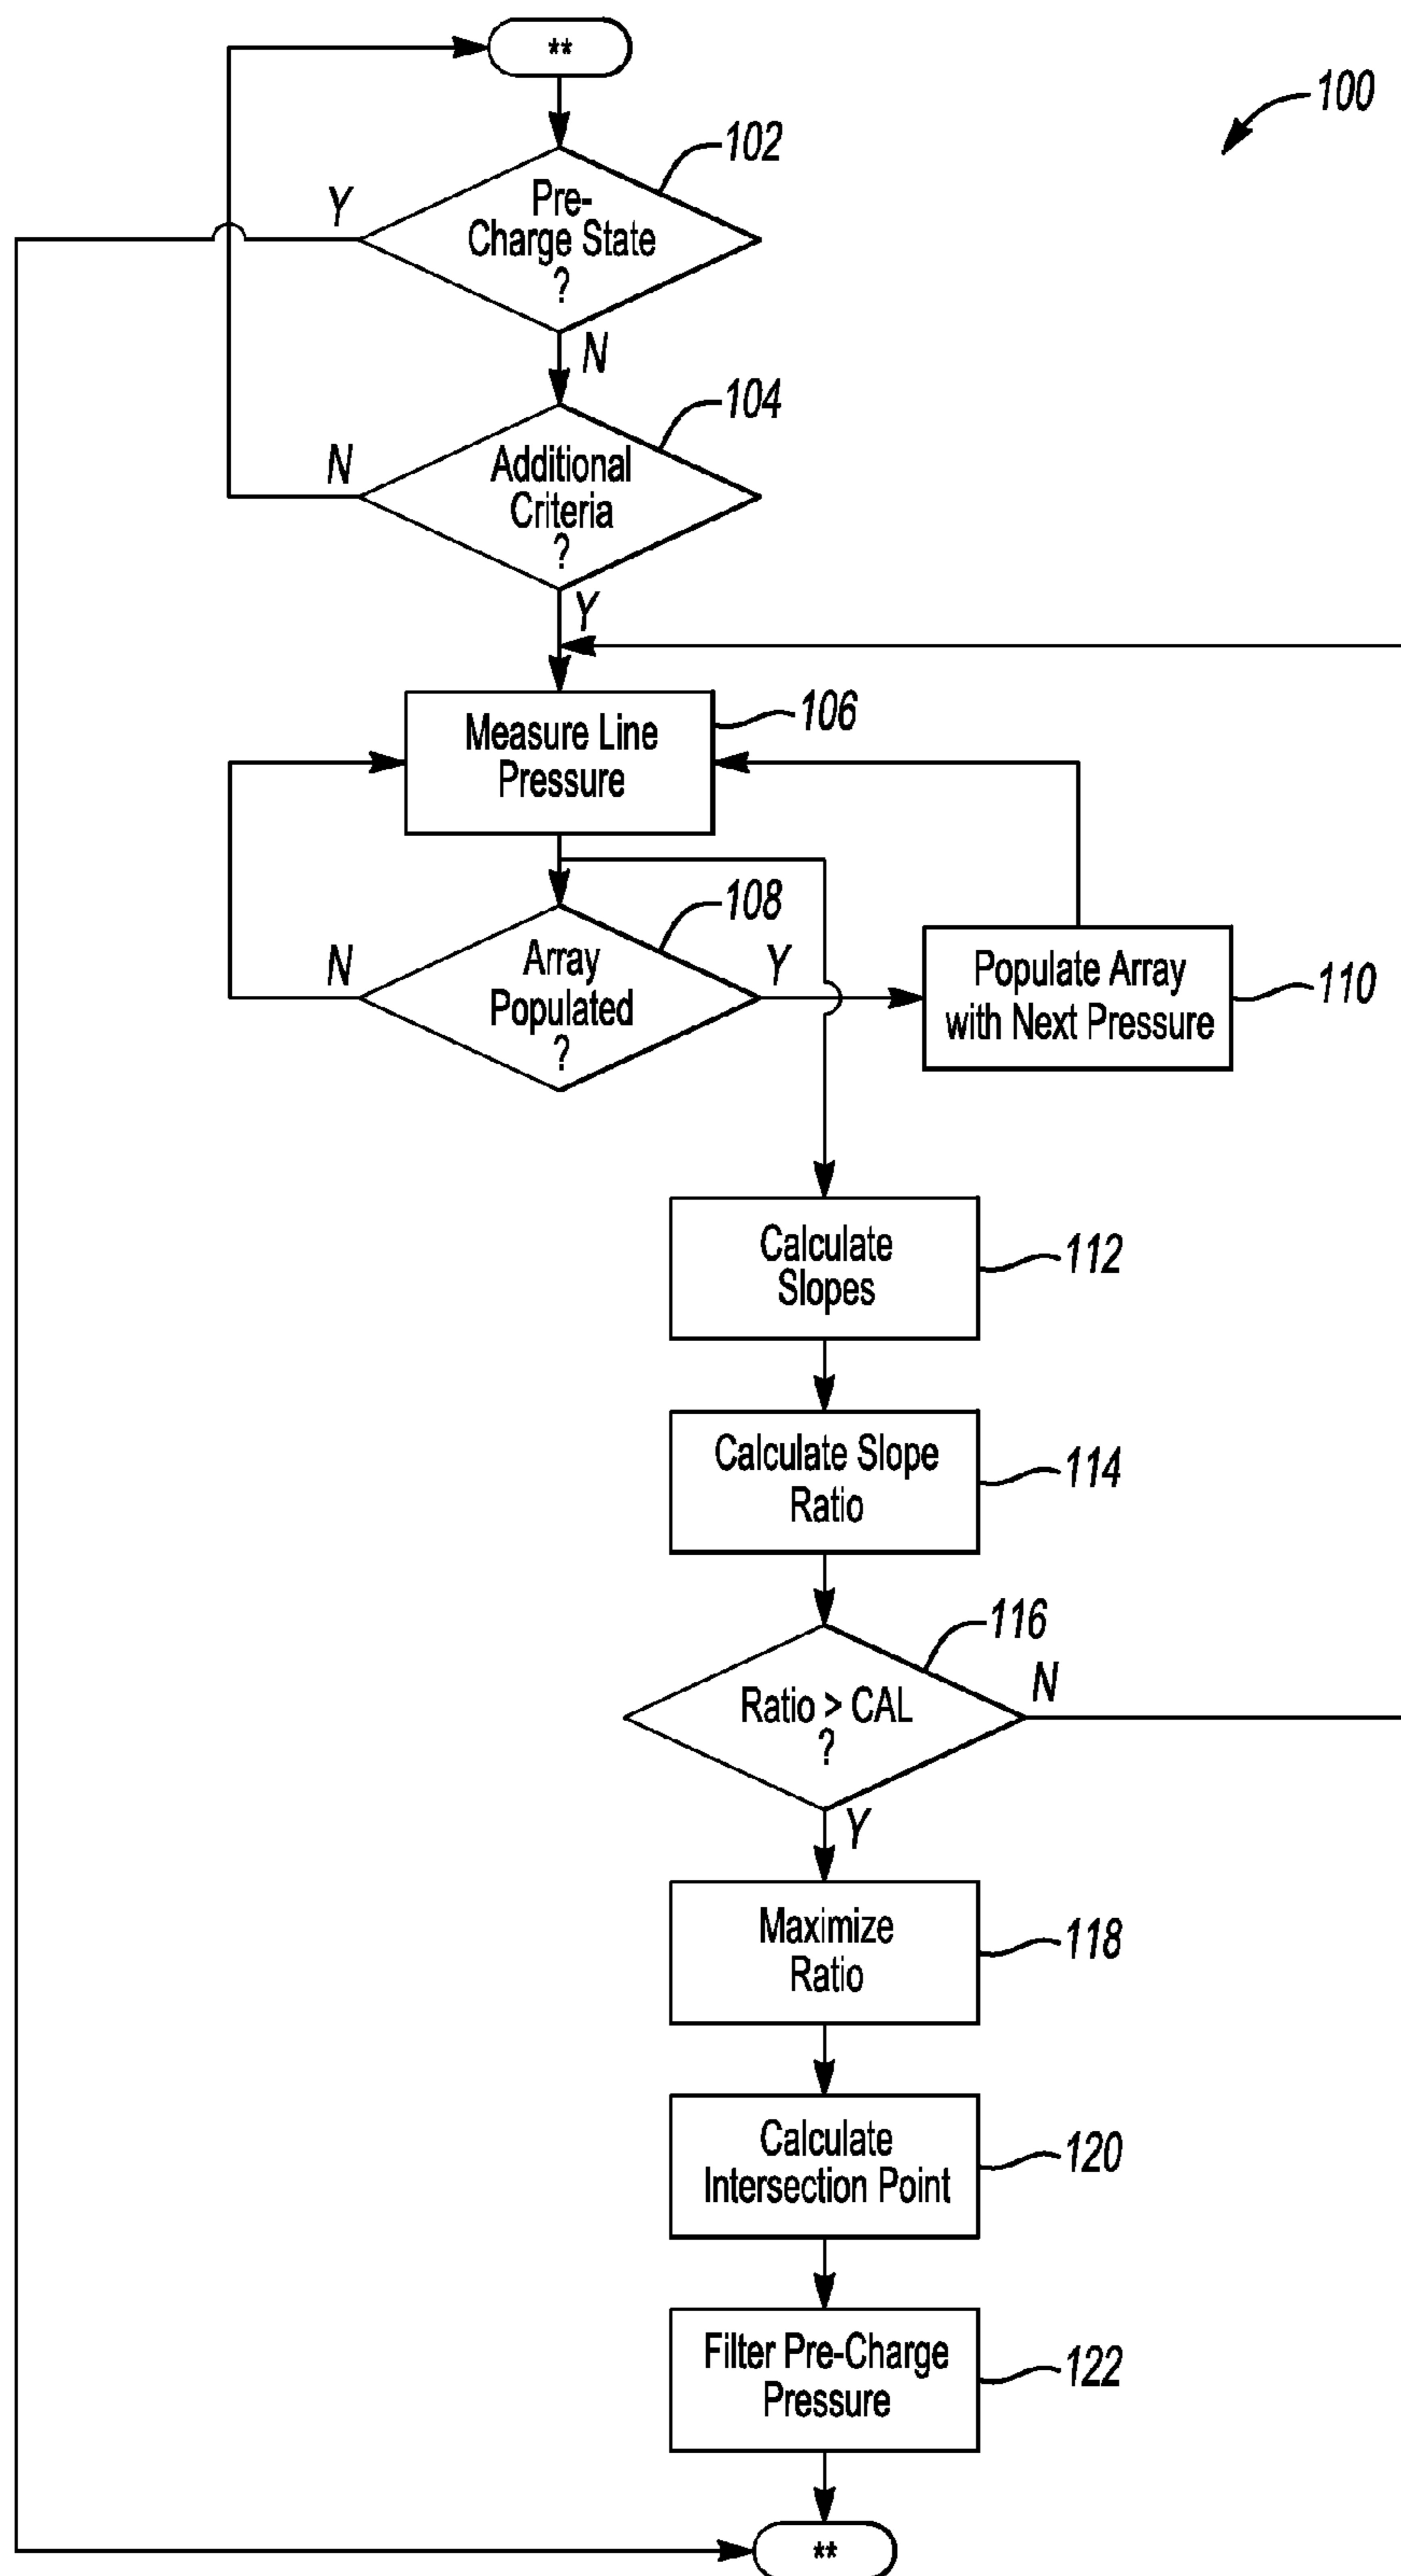 **
100
102
Pre-
Charge State
?
Y
N
104
Additional
Criteria
?
N
Y
Measure Line
Pressure
106
108
Array
Populated
?
N
Y
Populate Array
with Next Pressure
110
Calculate
Slopes
112
Calculate Slope
Ratio
114
116
Ratio > CAL
?
N
Y
Maximize
Ratio
118
Calculate
Intersection Point
120
Filter Pre-Charge
Pressure
122
**